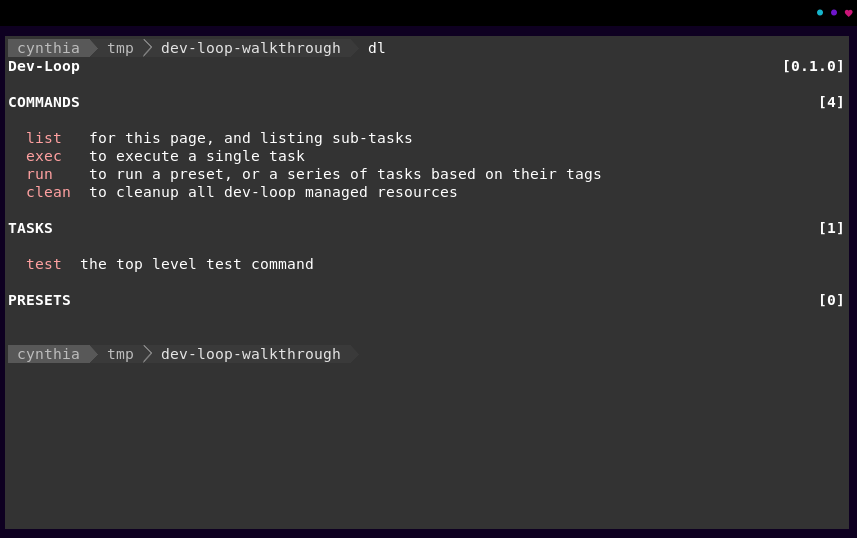 cynthia tmp dev-loop-walkthrough dl
Dev-Loop [0.1.0]
COMMANDS [4]
list for this page, and listing sub-tasks
exec to execute a single task
run to run a preset, or a series of tasks based on their tags
clean to cleanup all dev-loop managed resources
TASKS [1]
test the top level test command
PRESETS [0]
cynthia tmp dev-loop-walkthrough